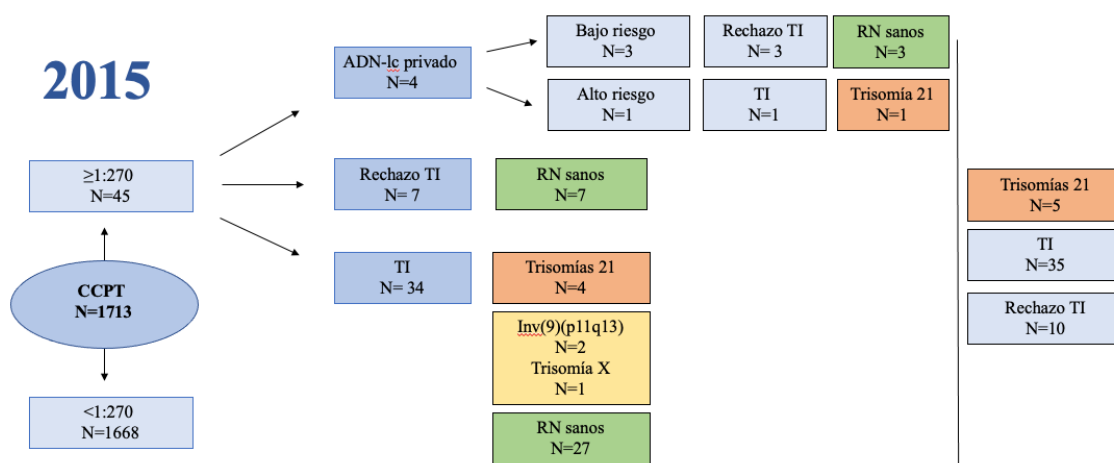 2015
ADN-lc privado
N=4
Bajo riesgo
N=3
Rechazo TI
N= 3
RN sanos
N=3
Alto riesgo
N=1
TI
N=1
Trisomía 21
N=1
≥1:270
N=45
Rechazo TI
N= 7
RN sanos
N=7
Trisomías 21
N=5
TI
N=35
Rechazo TI
N=10
CCPT
N=1713
TI
N= 34
Trisomías 21
N=4
Inv(9)(p11q13)
N=2
Trisomía X
N=1
<1:270
N=1668
RN sanos
N=27